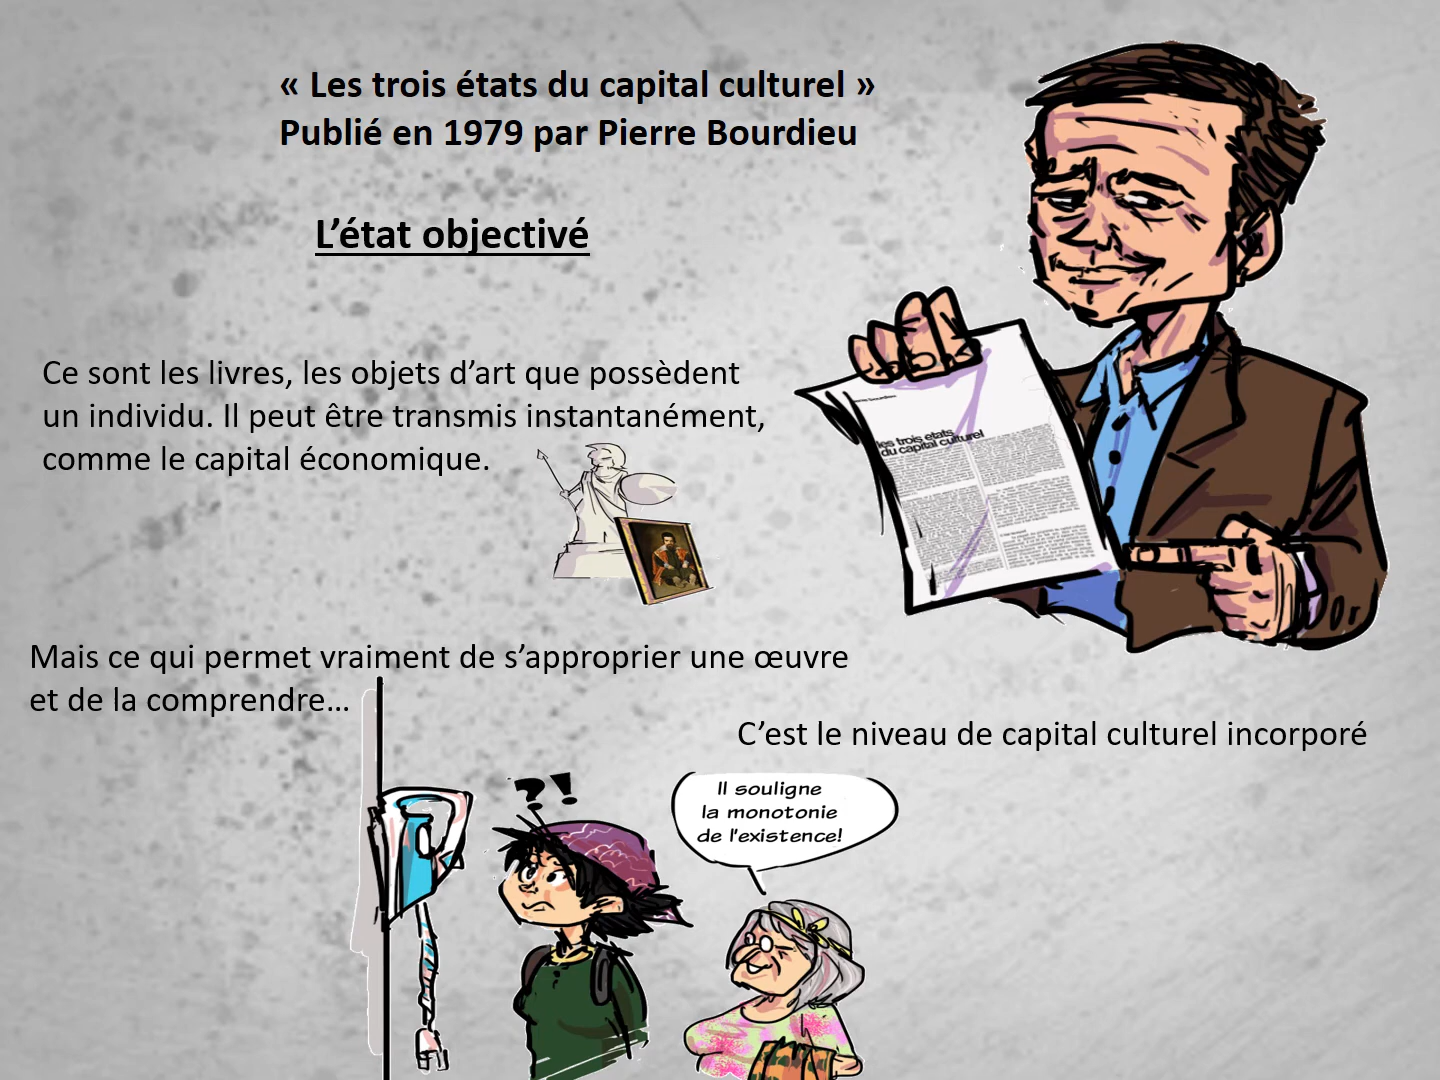 « Les trois états du capital culturel »
Publié en 1979 par Pierre Bourdieu
L’état objectivé
Ce sont les livres, les objets d’art que possèdent
un individu. Il peut être transmis instantanément,
comme le capital économique.
les trois etats
du capital culturel
Mais ce qui permet vraiment de s’approprier une œuvre
et de la comprendre…
C’est le niveau de capital culturel incorporé
?!
Il souligne
la monotonie
de l'existence!